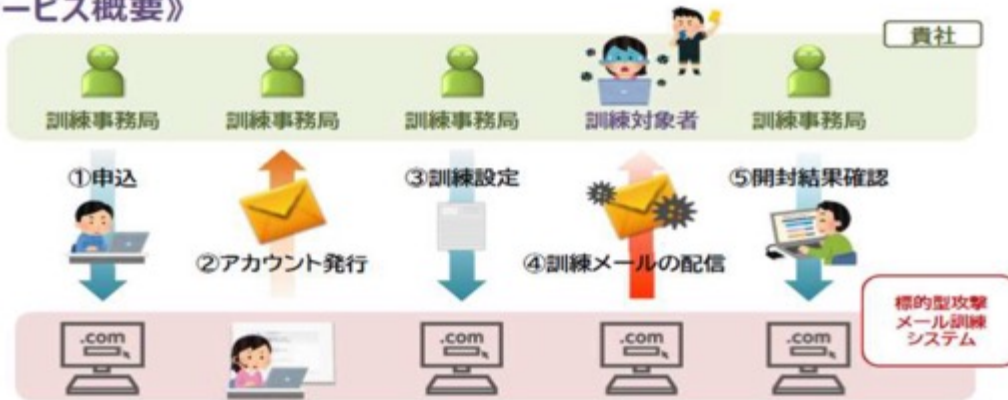 ービス概要》
貴社
訓練事務局
訓練事務局
訓練事務局
訓練対象者
訓練事務局
①申込
②アカウント発行
③訓練設定
④訓練メールの配信
⑤開封結果確認
標的型攻撃
メール訓練
システム
.com
.com
.com
.com